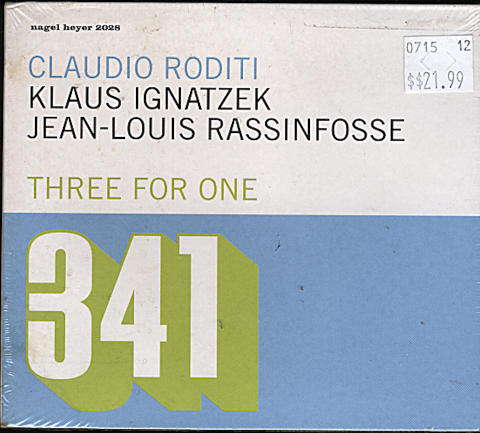 nagel heyer 2028
0715 12
$$21.99
CLAUDIO RODITI
KLAUS IGNATZEK
JEAN-LOUIS RASSINFOSSE
THREE FOR ONE
341